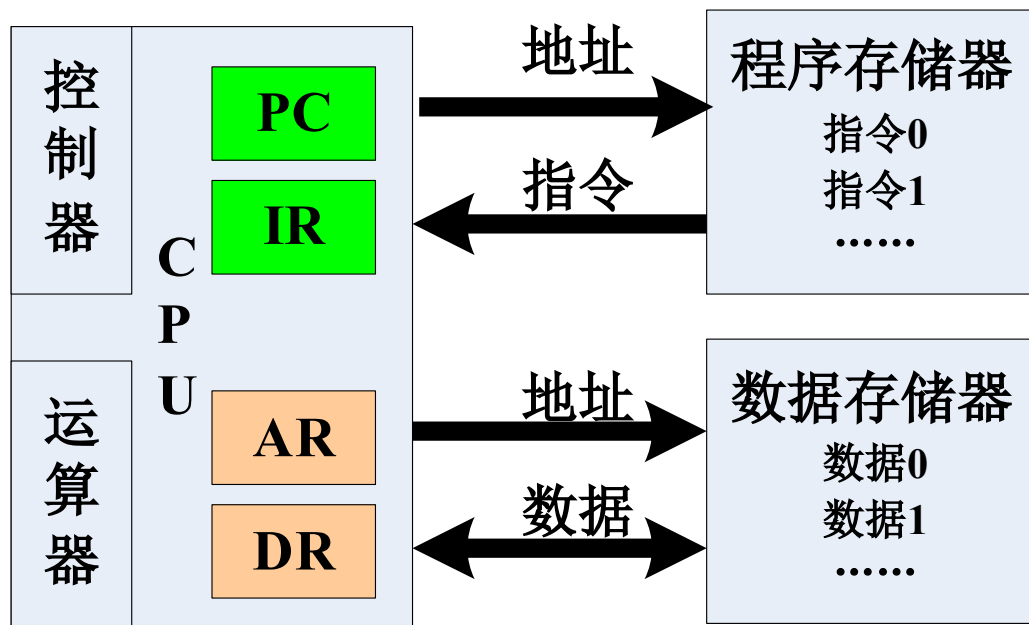 控制器
运算器
CPU
PC
IR
AR
DR
地址
指令
地址
数据
程序存储器
指令0
指令1
……
数据存储器
数据0
数据1
……